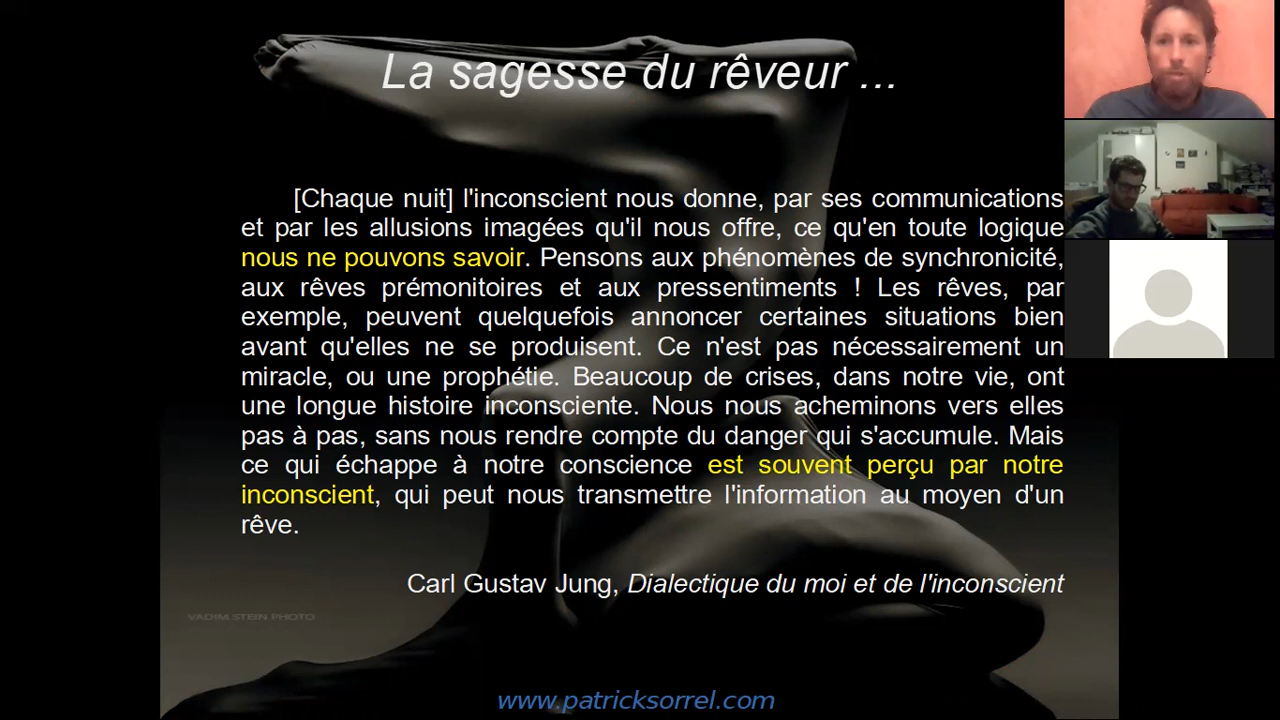 La sagesse du rêveur ...
[Chaque nuit] l'inconscient nous donne, par ses communications
et par les allusions imagées qu'il nous offre, ce qu'en toute logique
nous ne pouvons savoir. Pensons aux phénomènes de synchronicité,
aux rêves prémonitoires et aux pressentiments ! Les rêves, par
exemple, peuvent quelquefois annoncer certaines situations bien
avant qu'elles ne se produisent. Ce n'est pas nécessairement un
miracle, ou une prophétie. Beaucoup de crises, dans notre vie, ont
une longue histoire inconsciente. Nous nous acheminons vers elles
pas à pas, sans nous rendre compte du danger qui s'accumule. Mais
ce qui échappe à notre conscience est souvent perçu par notre
inconscient, qui peut nous transmettre l'information au moyen d'un
rêve.
Carl Gustav Jung, Dialectique du moi et de l'inconscient
VADIM STEIN PHOTO
www.patricksorrel.com